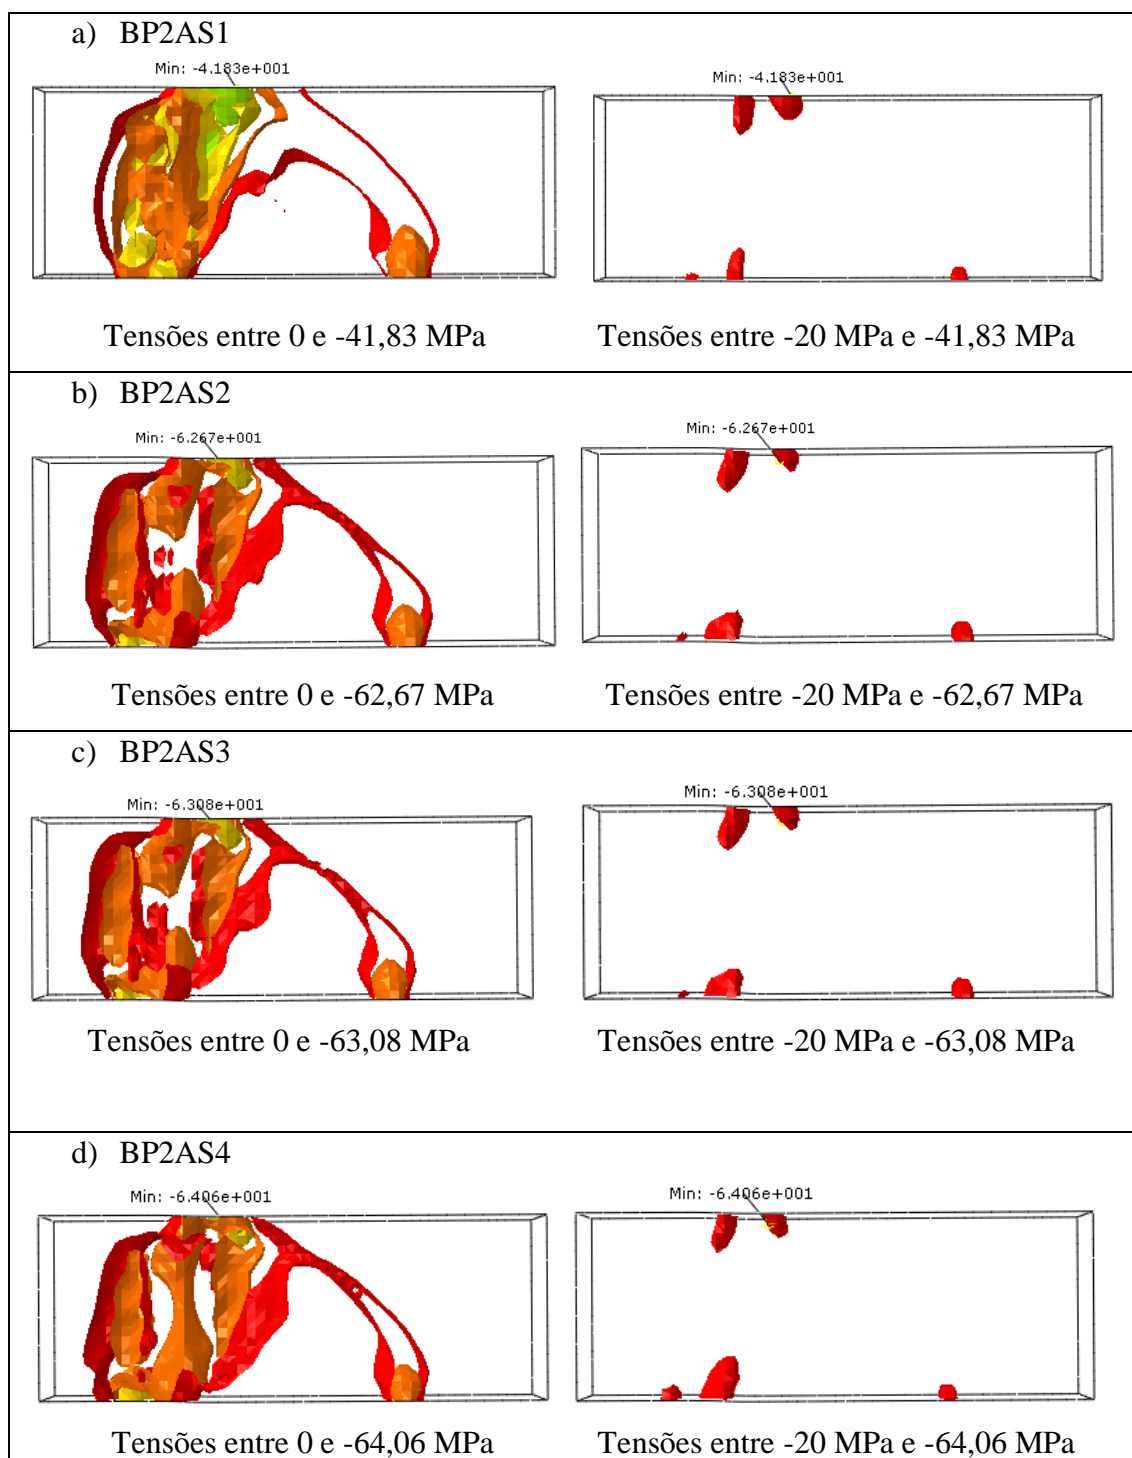 a) BP2AS1
Min: -4.183e+001
Min: -4.183e+001
Tensões entre 0 e -41,83 MPa
Tensões entre -20 MPa e -41,83 MPa
b) BP2AS2
Min: -6.267e+001
Min: -6.267e+001
Tensões entre 0 e -62,67 MPa
Tensões entre -20 MPa e -62,67 MPa
c) BP2AS3
Min: -6.308e+001
Min: -6.308e+001
Tensões entre 0 e -63,08 MPa
Tensões entre -20 MPa e -63,08 MPa
d) BP2AS4
Min: -6.406e+001
Min: -6.406e+001
Tensões entre 0 e -64,06 MPa
Tensões entre -20 MPa e -64,06 MPa